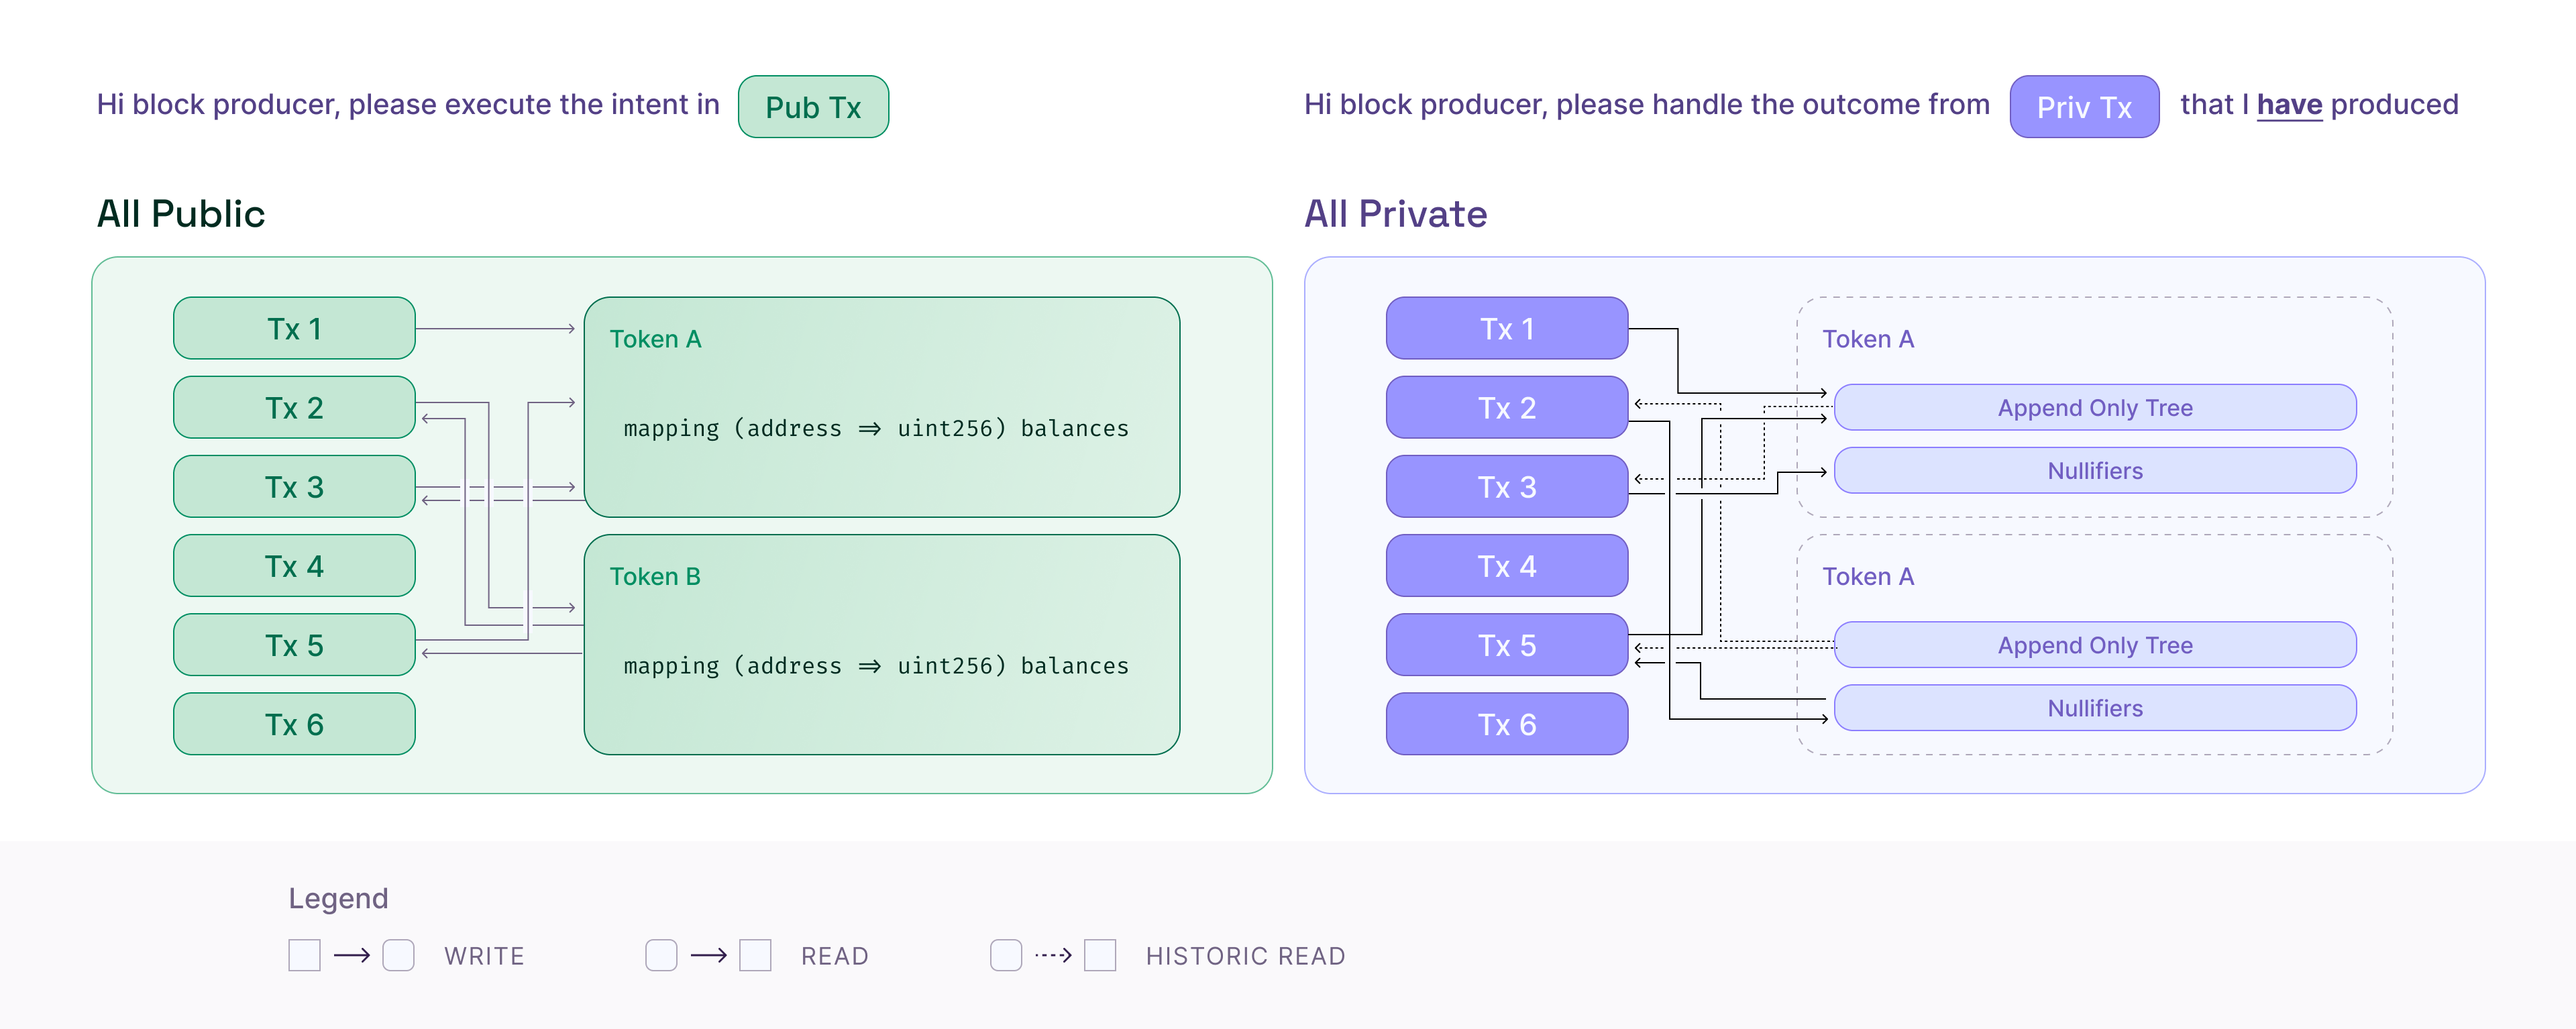 Hi block producer, please execute the intent in Pub Tx
Hi block producer, please handle the outcome from Priv Tx that I have produced
All Public
Tx 1
Tx 2
Tx 3
Tx 4
Tx 5
Tx 6
Token A
mapping (address => uint256) balances
Token B
mapping (address => uint256) balances
All Private
Tx 1
Tx 2
Tx 3
Tx 4
Tx 5
Tx 6
Token A
Append Only Tree
Nullifiers
Token A
Append Only Tree
Nullifiers
Legend
WRITE
READ
HISTORIC READ